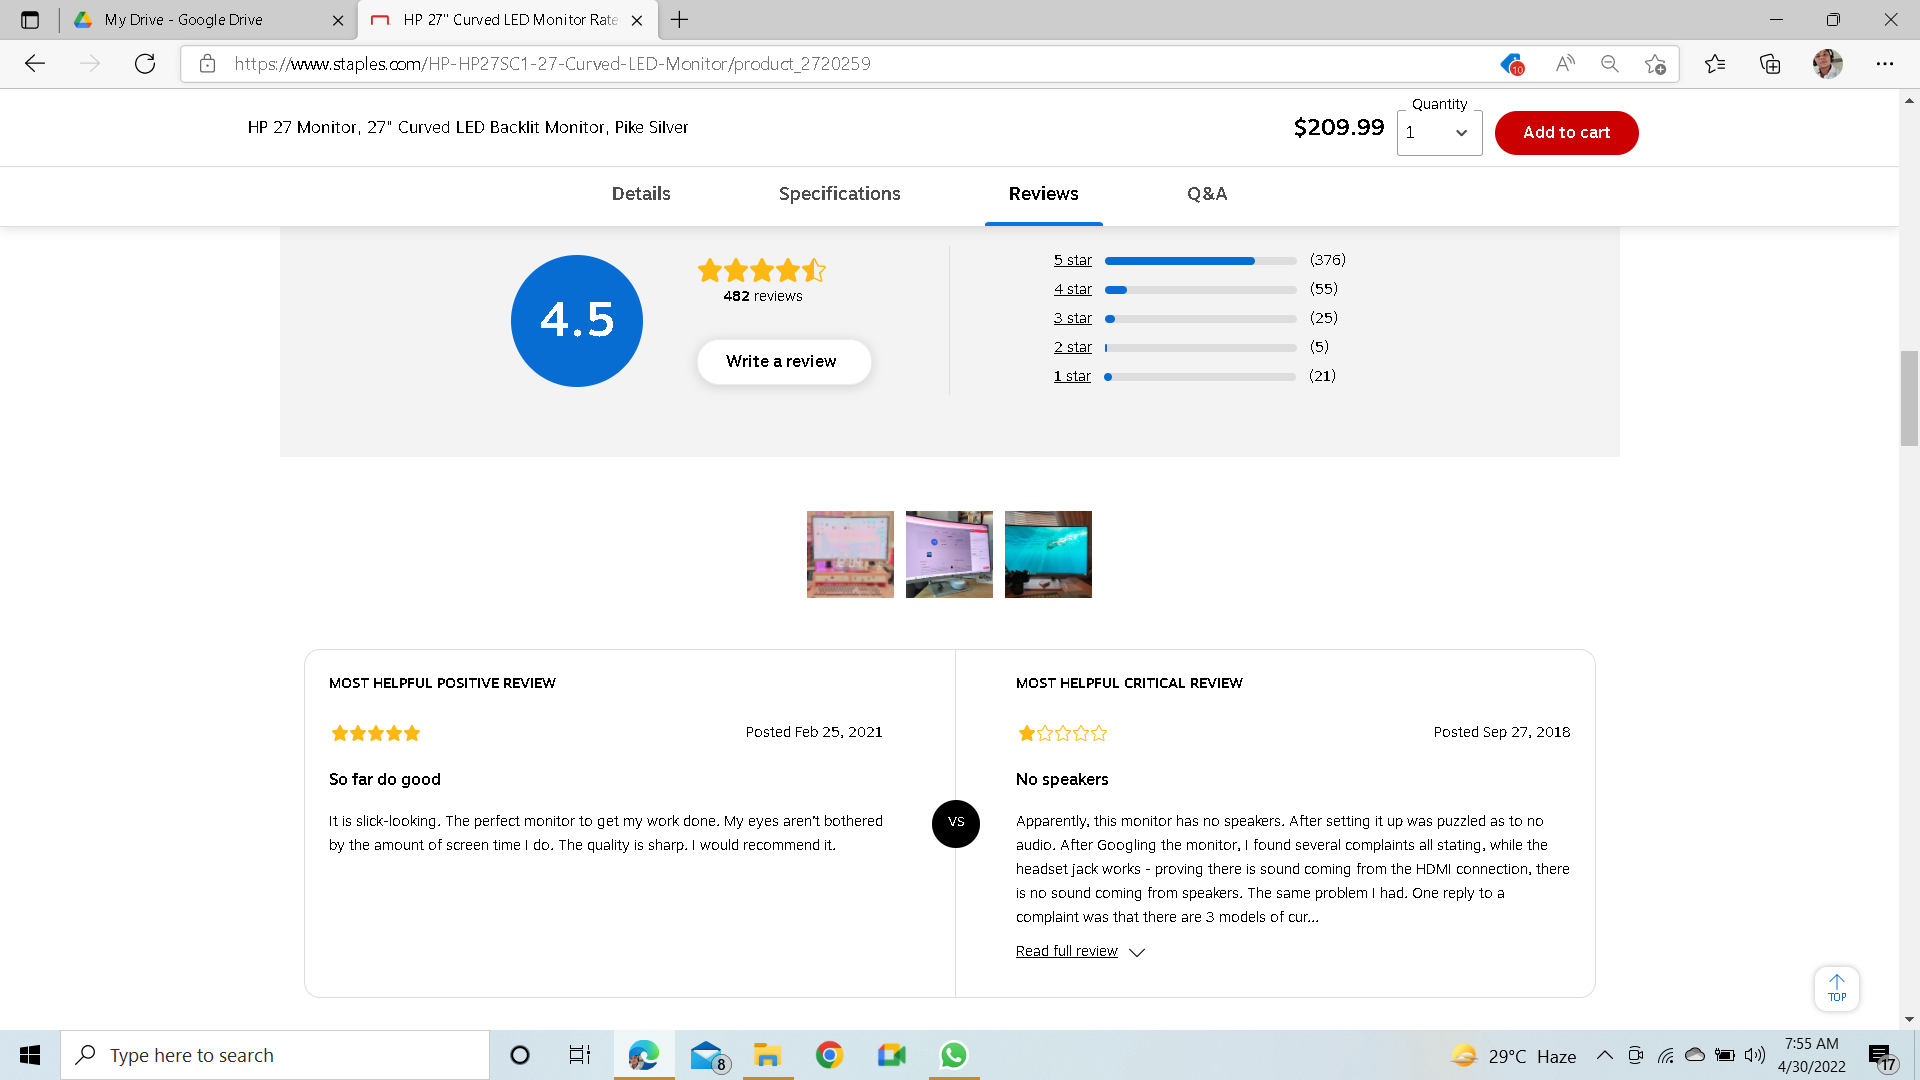 My Drive - Google Drive
HP 27" Curved LED Monitor Rate
https://www.staples.com/HP-HP27SC1-27-Curved-LED-Monitor/product_2720259
10
HP 27 Monitor, 27" Curved LED Backlit Monitor, Pike Silver
$209.99
Quantity
1
Add to cart
Details
Specifications
Reviews
Q&A
4.5
482 reviews
Write a review
5 star (376)
4 star (55)
3 star (25)
2 star (5)
1 star (21)
MOST HELPFUL POSITIVE REVIEW
Posted Feb 25, 2021
So far do good
It is slick-looking. The perfect monitor to get my work done. My eyes aren't bothered
by the amount of screen time I do. The quality is sharp. I would recommend it.
VS
MOST HELPFUL CRITICAL REVIEW
Posted Sep 27, 2018
No speakers
Apparently, this monitor has no speakers. After setting it up was puzzled as to no
audio. After Googling the monitor, I found several complaints all stating, while the
headset jack works - proving there is sound coming from the HDMI connection, there
is no sound coming from speakers. The same problem I had. One reply to a
complaint was that there are 3 models of cur...
Read full review
TOP
Type here to search
8
29°C Haze
7:55 AM
4/30/2022
17